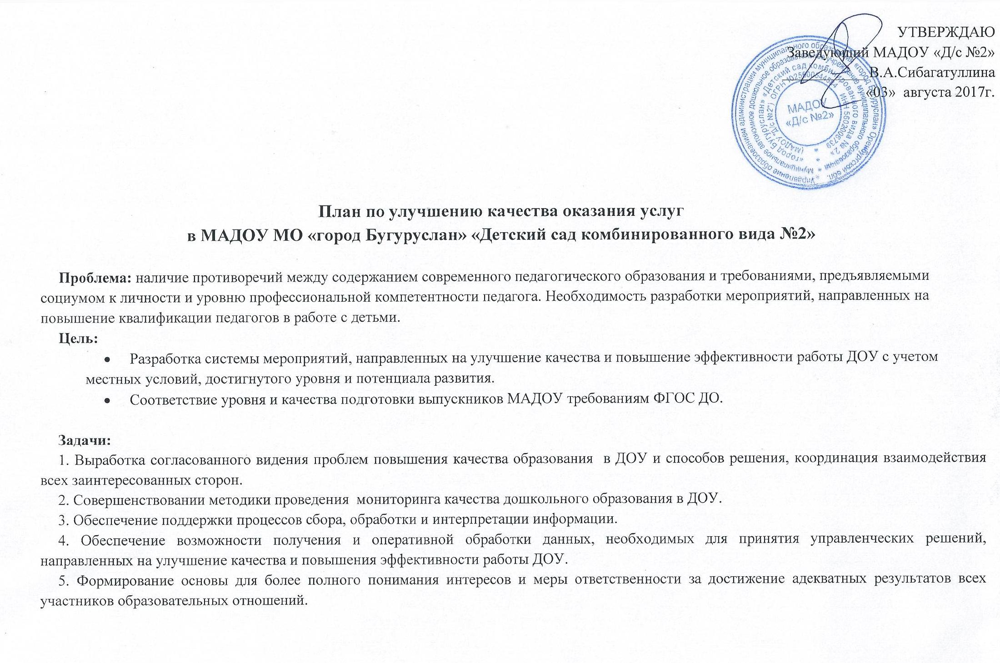 УТВЕРЖДАЮ
Заведующий МАДОУ «Д/с №2»
В.А.Сибагатуллина
«03» августа 2017г.
Управление образованием администрации муниципального образования «город Бугуруслан» Оренбургской обл.
Муниципальное автономное дошкольное образовательное учреждение муниципального образования
«город Бугуруслан» «Детский сад комбинированного вида № 2»
(МАДОУ "Д/с №2") ОГРН ИНН 5602006739
МАДОУ
«Д/с №2»
План по улучшению качества оказания услуг
в МАДОУ МО «город Бугуруслан» «Детский сад комбинированного вида №2»
Проблема: наличие противоречий между содержанием современного педагогического образования и требованиями, предъявляемыми
социумом к личности и уровню профессиональной компетентности педагога. Необходимость разработки мероприятий, направленных на
повышение квалификации педагогов в работе с детьми.
Цель:
• Разработка системы мероприятий, направленных на улучшение качества и повышение эффективности работы ДОУ с учетом
местных условий, достигнутого уровня и потенциала развития.
• Соответствие уровня и качества подготовки выпускников МАДОУ требованиям ФГОС ДО.
Задачи:
1. Выработка согласованного видения проблем повышения качества образования в ДОУ и способов решения, координация взаимодействия
всех заинтересованных сторон.
2. Совершенствовании методики проведения мониторинга качества дошкольного образования в ДОУ.
3. Обеспечение поддержки процессов сбора, обработки и интерпретации информации.
4. Обеспечение возможности получения и оперативной обработки данных, необходимых для принятия управленческих решений,
направленных на улучшение качества и повышения эффективности работы ДОУ.
5. Формирование основы для более полного понимания интересов и меры ответственности за достижение адекватных результатов всех
участников образовательных отношений.